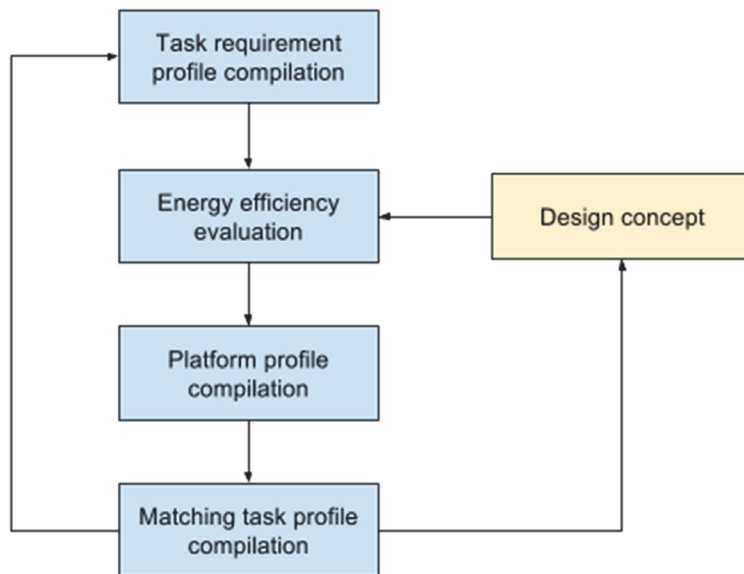 Task requirement
profile compilation
Energy efficiency
evaluation
Design concept
Platform profile
compilation
Matching task profile
compilation